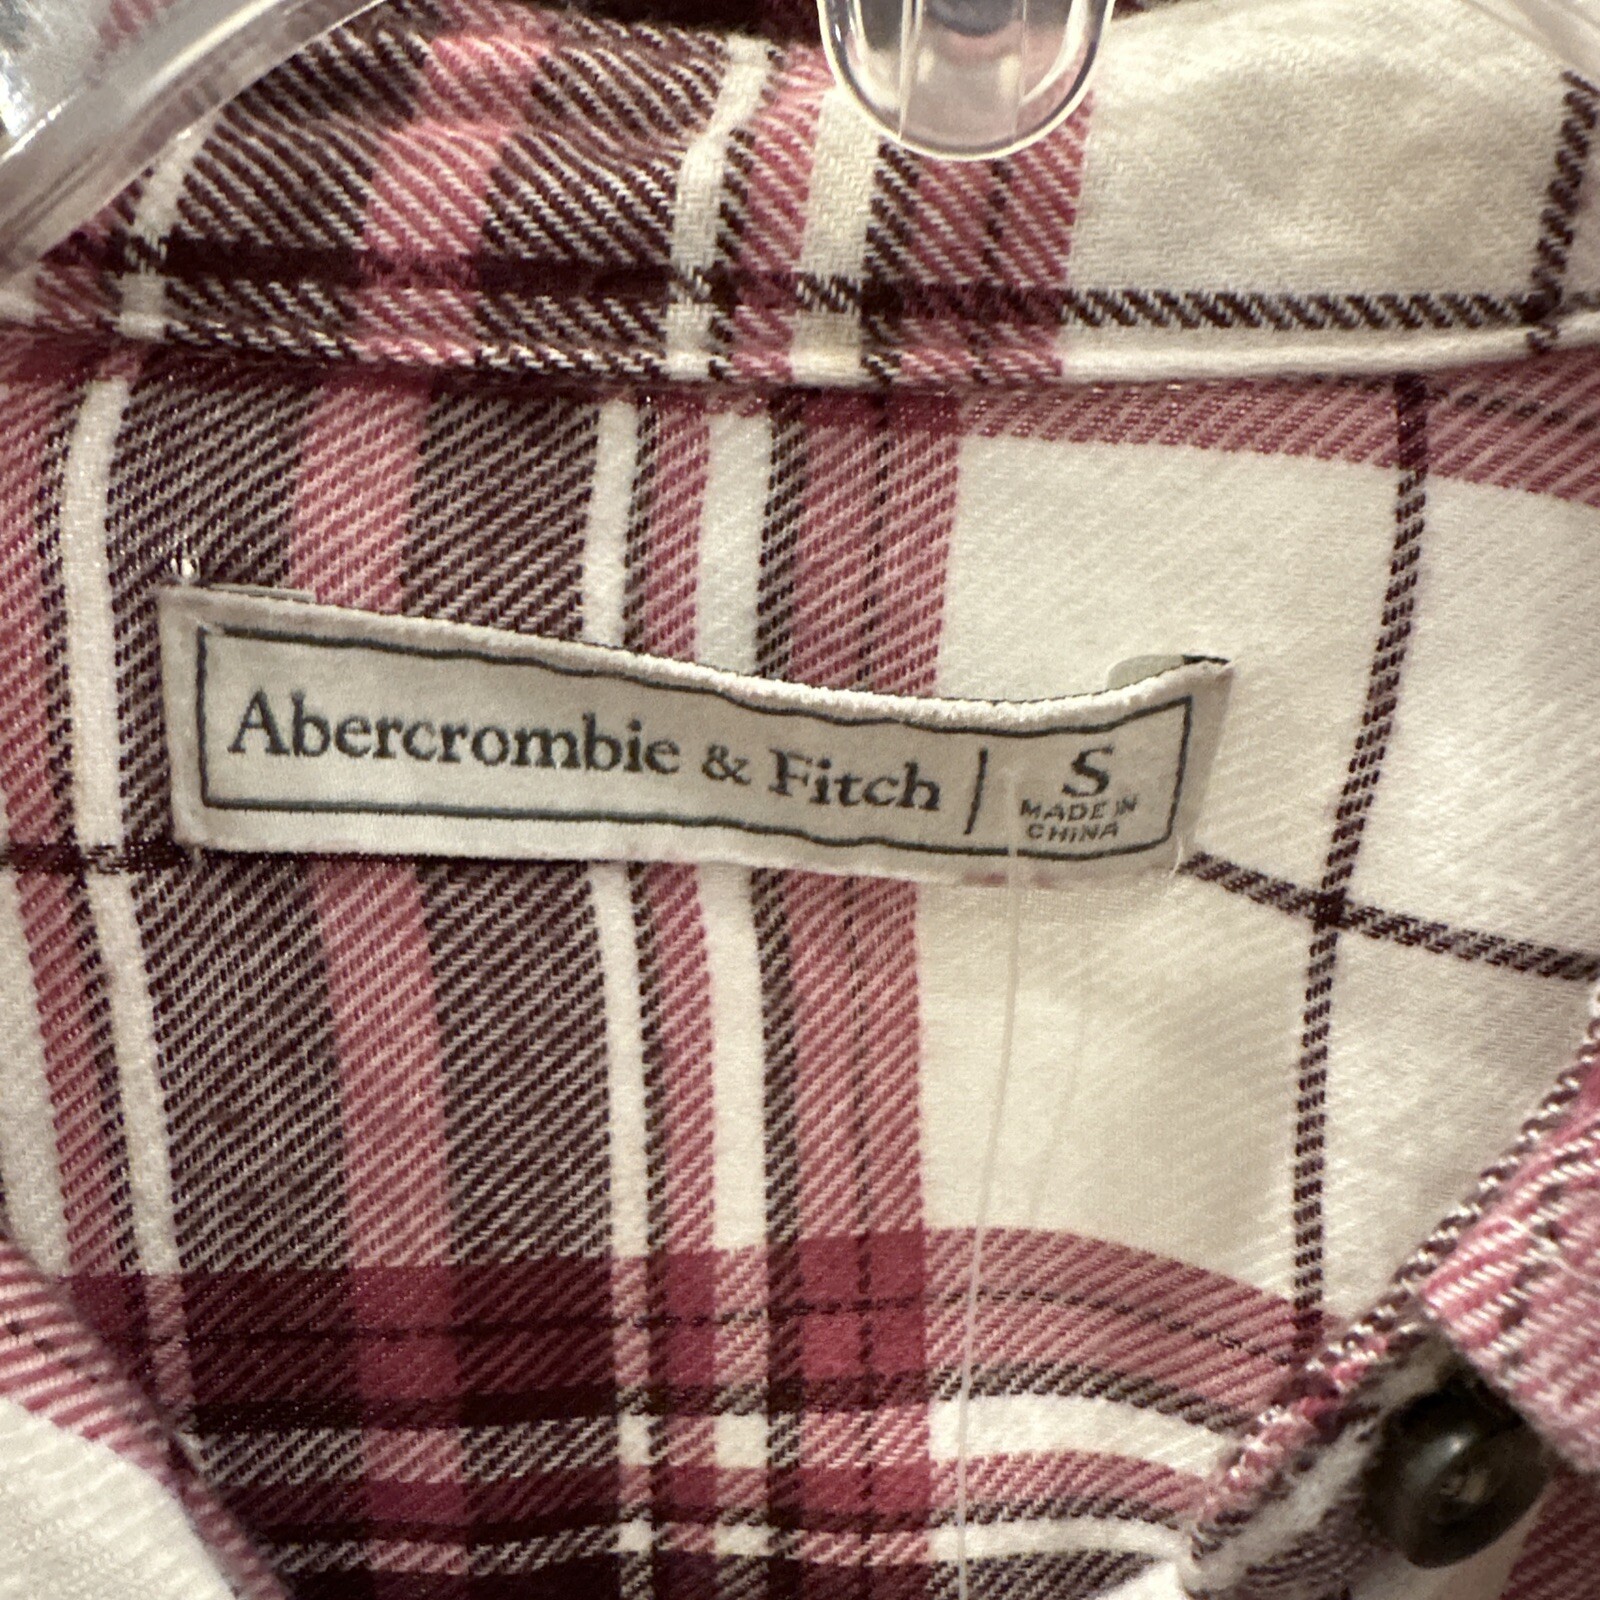 Abercrombie & Fitch | S
MADE IN
CHINA